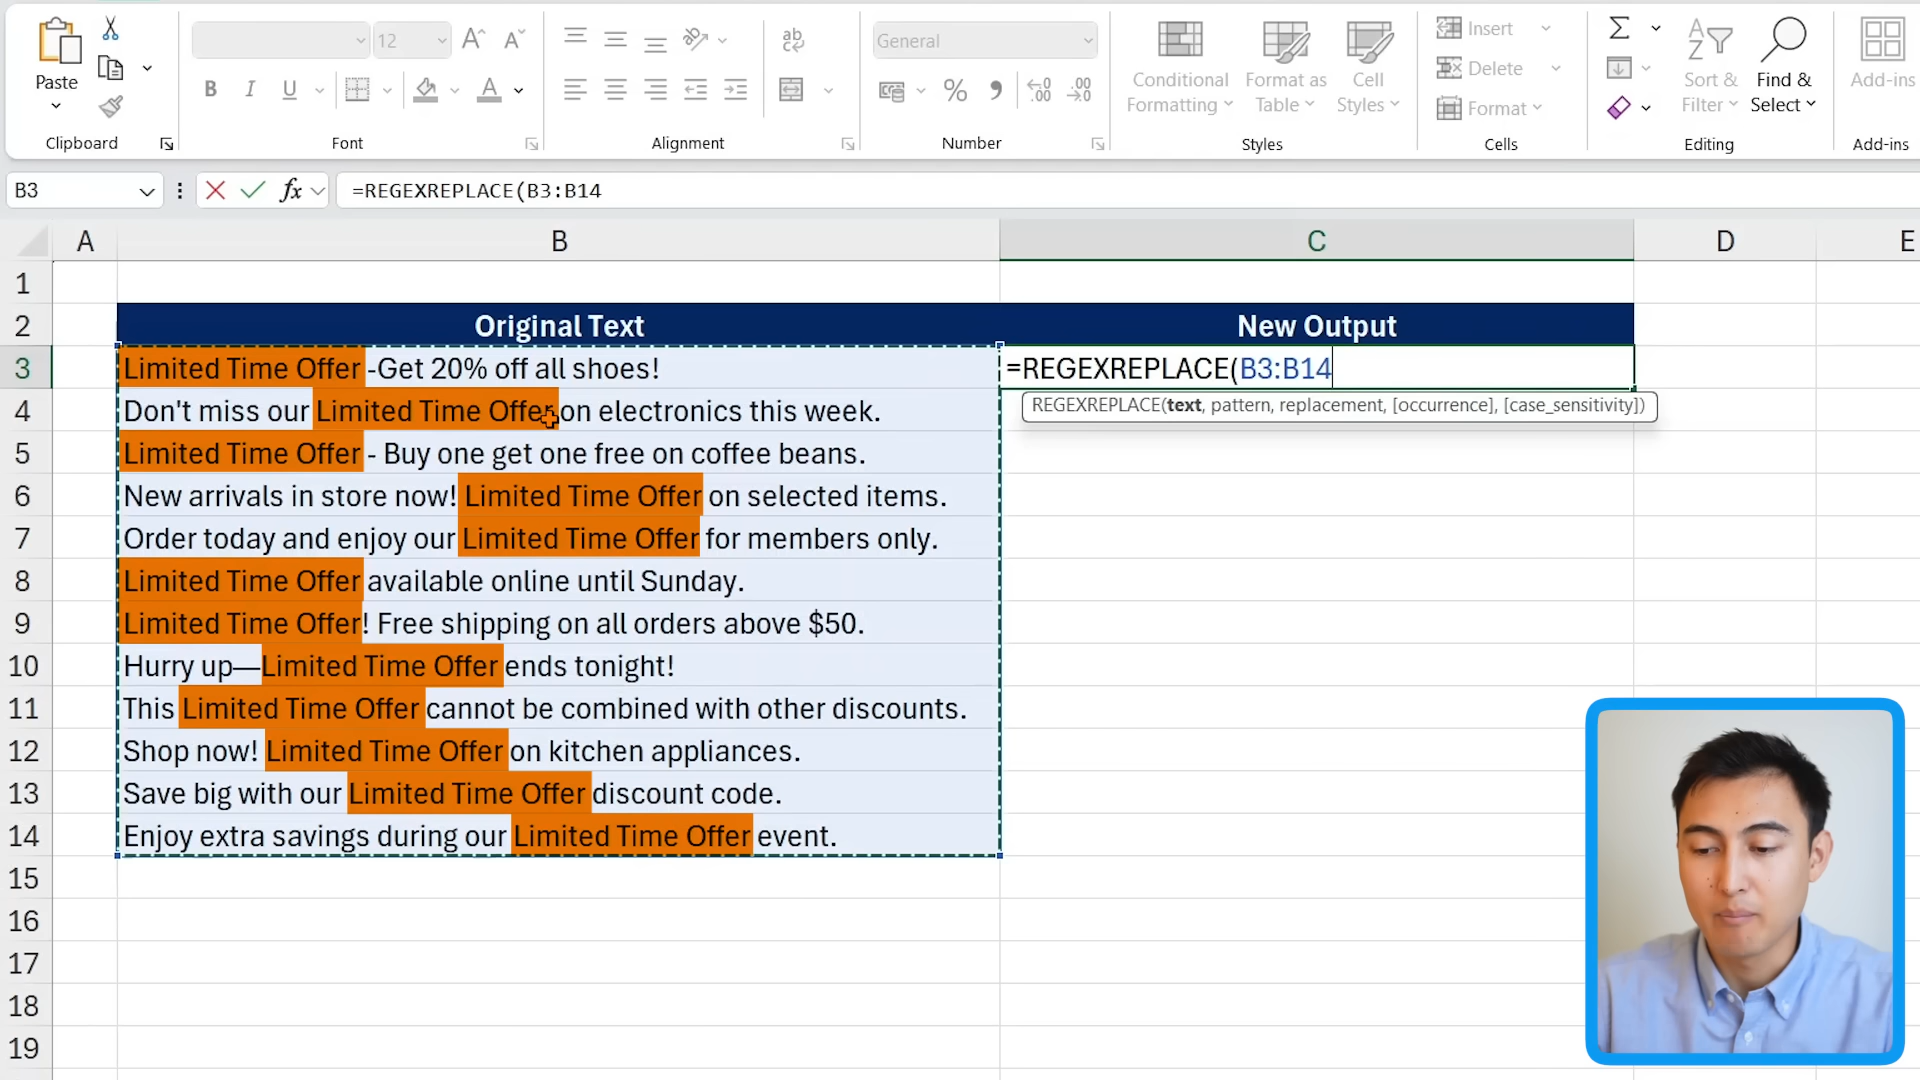 12
General
ab
Paste
B I U A
% 9 .00 .00
Conditional
Formatting
Format as
Table
Cell
Styles
Insert
Delete
Format
Sort &
Filter
Find &
Select
Add-ins
Clipboard Font Alignment Number Styles Cells Editing Add-ins
B3 fx =REGEXREPLACE(B3:B14
A B C D E
1
2 Original Text New Output
3 Limited Time Offer -Get 20% off all shoes! =REGEXREPLACE(B3:B14
REGEXREPLACE(text, pattern, replacement, [occurrence], [case_sensitivity])
4 Don't miss our Limited Time Offer on electronics this week.
5 Limited Time Offer - Buy one get one free on coffee beans.
6 New arrivals in store now! Limited Time Offer on selected items.
7 Order today and enjoy our Limited Time Offer for members only.
8 Limited Time Offer available online until Sunday.
9 Limited Time Offer! Free shipping on all orders above $50.
10 Hurry up—Limited Time Offer ends tonight!
11 This Limited Time Offer cannot be combined with other discounts.
12 Shop now! Limited Time Offer on kitchen appliances.
13 Save big with our Limited Time Offer discount code.
14 Enjoy extra savings during our Limited Time Offer event.
15
16
17
18
19